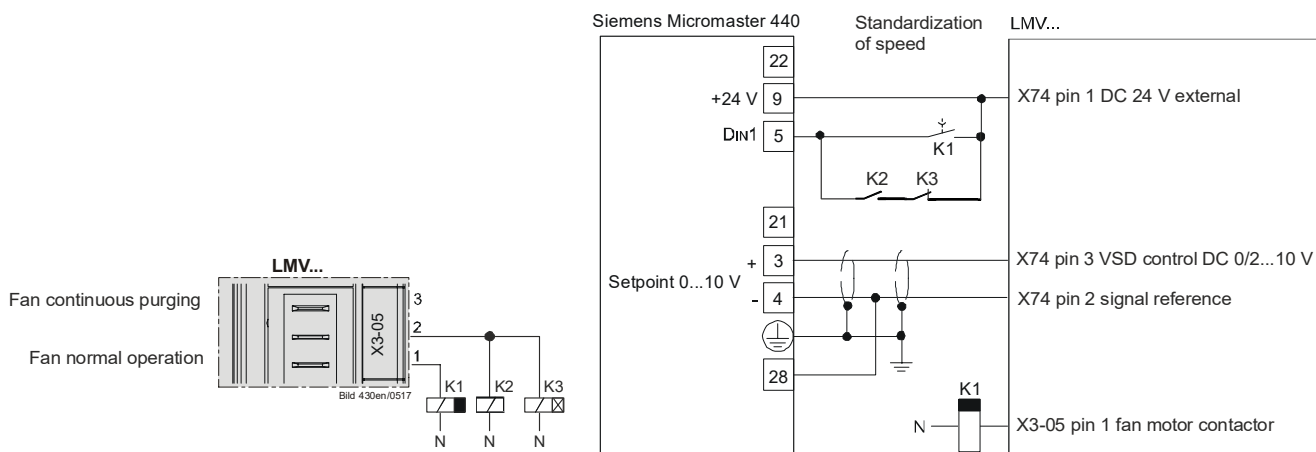 Siemens Micromaster 440
Standardization
of speed
LMV...
22
+24 V
9
X74 pin 1 DC 24 V external
DIN1
5
K1
K2
K3
21
+
3
X74 pin 3 VSD control DC 0/2...10 V
Setpoint 0...10 V
-
4
X74 pin 2 signal reference
28
K1
N
X3-05 pin 1 fan motor contactor
LMV...
Fan continuous purging
Fan normal operation
X3-05
3
2
1
Bild 430en/0517
K1
K2
K3
N
N
N